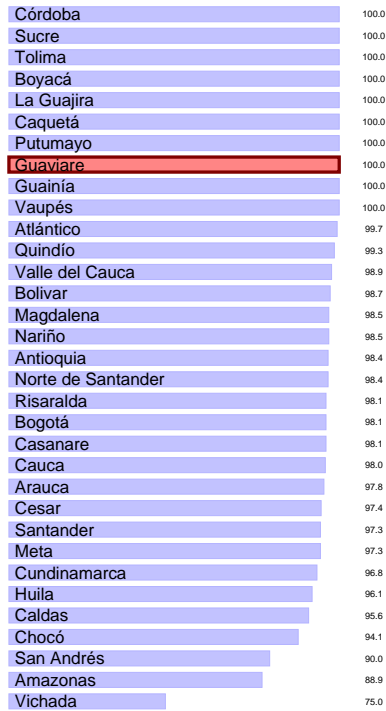 Córdoba 100.0
Sucre 100.0
Tolima 100.0
Boyacá 100.0
La Guajira 100.0
Caquetá 100.0
Putumayo 100.0
Guaviare 100.0
Guainía 100.0
Vaupés 100.0
Atlántico 99.7
Quindío 99.3
Valle del Cauca 98.9
Bolivar 98.7
Magdalena 98.5
Nariño 98.5
Antioquia 98.4
Norte de Santander 98.4
Risaralda 98.1
Bogotá 98.1
Casanare 98.1
Cauca 98.0
Arauca 97.8
Cesar 97.4
Santander 97.3
Meta 97.3
Cundinamarca 96.8
Huila 96.1
Caldas 95.6
Chocó 94.1
San Andrés 90.0
Amazonas 88.9
Vichada 75.0